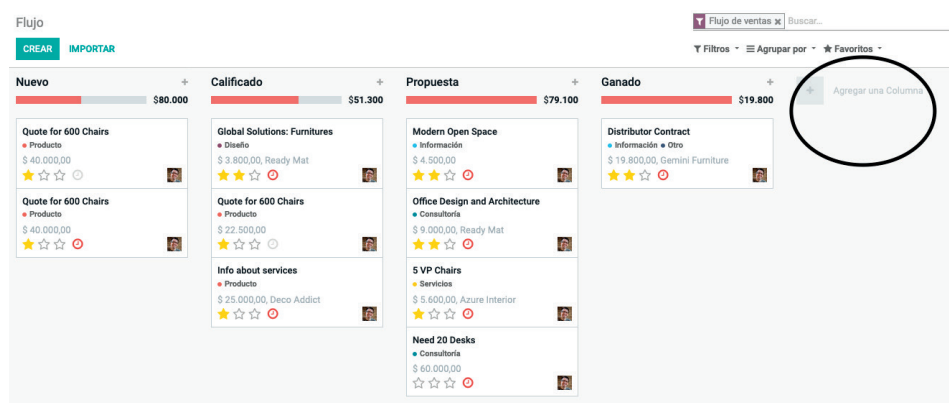 Flujo
Flujo de ventas x Buscar...
CREAR IMPORTAR
Filtros Agrupar por Favoritos
Nuevo +
$80.000
Quote for 600 Chairs
Producto
$ 40.000,00
Quote for 600 Chairs
Producto
$ 40.000,00
Calificado +
$51.300
Global Solutions: Furnitures
Diseño
$ 3.800,00, Ready Mat
Quote for 600 Chairs
Producto
$ 22.500,00
Info about services
Producto
$ 25.000,00, Deco Addict
Propuesta +
$79.100
Modern Open Space
Información
$ 4.500,00
Office Design and Architecture
Consultoría
$ 9.000,00, Ready Mat
5 VP Chairs
Servicios
$ 5.600,00, Azure Interior
Need 20 Desks
Consultoría
$ 60.000,00
Ganado +
$19.800
Distributor Contract
Información Otro
$ 19.800,00, Gemini Furniture
+ Agregar una Columna